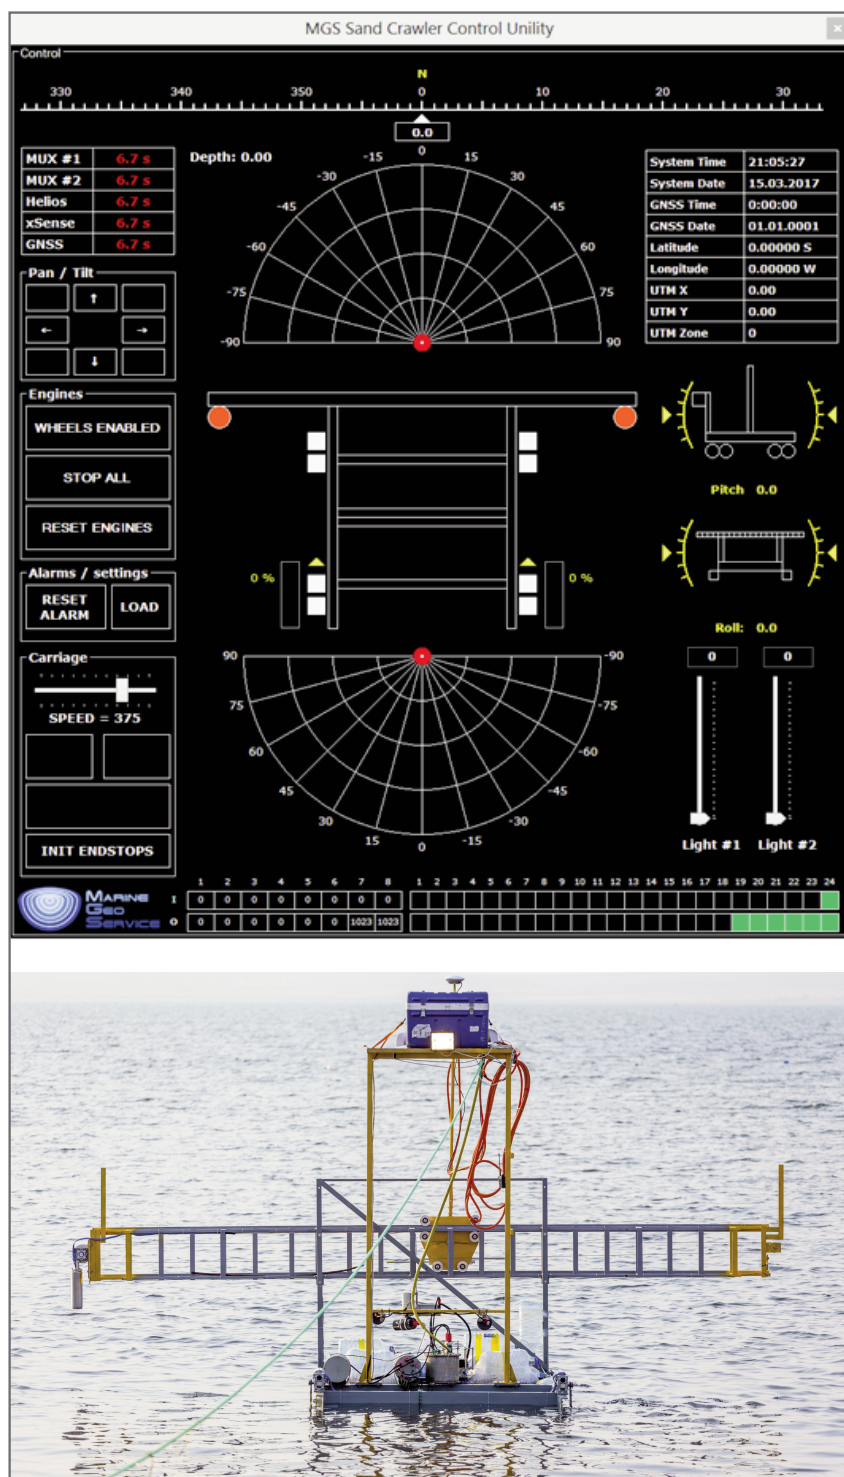 MGS Sand Crawler Control Unility
×
Control
N
330 340 0 10 20 30
0.0
MUX #1 6.7 s
MUX #2 6.7 s
Helios 6.7 s
xSense 6.7 s
GNSS 6.7 s
Depth: 0.00
-90 -75 -60 -45 -30 -15 0 15 30 45 60 75 90
System Time 21:05:27
System Date 15.03.2017
GNSS Time 0:00:00
GNSS Date 01.01.0001
Latitude 0.00000 S
Longitude 0.00000 W
UTM X 0.00
UTM Y 0.00
UTM Zone 0
Pan / Tilt
↑
← →
↓
Engines
WHEELS ENABLED
STOP ALL
RESET ENGINES
Pitch 0.0
0 % 0 %
Alarms / settings
RESET
ALARM
LOAD
Roll: 0.0
Carriage
SPEED = 375
INIT ENDSTOPS
90 75 60 45 30 15 0 -15 -30 -45 -60 -75 -90
0 0
Light #1 Light #2
MARINE
GEO
SERVICE
1 2 3 4 5 6 7 8 1 2 3 4 5 6 7 8 9 10 11 12 13 14 15 16 17 18 19 20 21 22 23 24
I 0 0 0 0 0 0 0 0
O 0 0 0 0 0 0 1023 1023